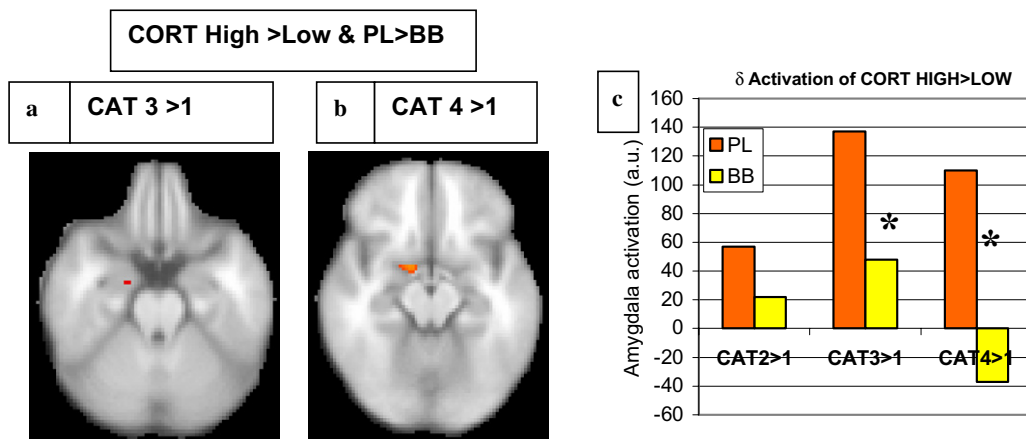 CORT High >Low & PL>BB
a CAT 3 >1
b CAT 4 >1
c
δ Activation of CORT HIGH>LOW
Amygdala activation (a.u.)
160
140
120
100
80
60
40
20
0
-20
-40
-60
PL
BB
*
*
CAT2>1 CAT3>1 CAT4>1